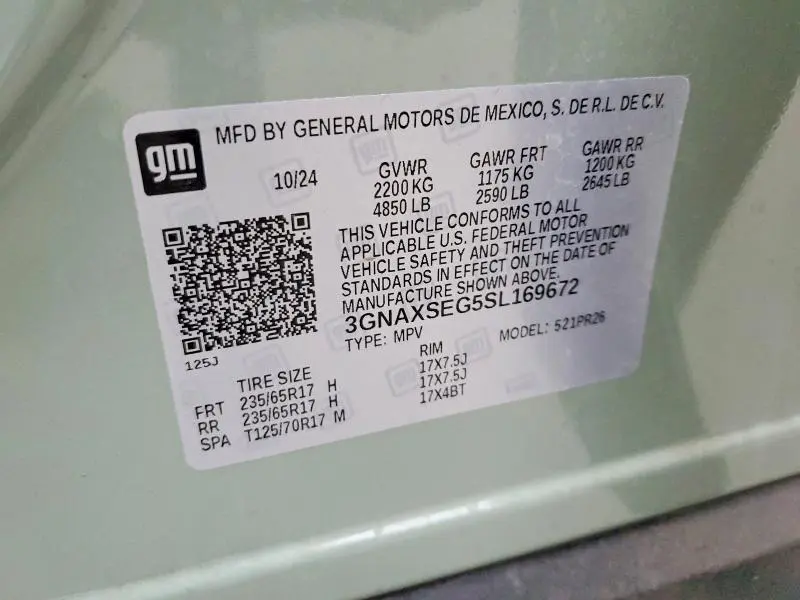 gm
MFD BY GENERAL MOTORS DE MEXICO, S. DE R.L. DE C.V.
10/24
GVWR GAWR FRT GAWR RR
2200 KG 1175 KG 1200 KG
4850 LB 2590 LB 2645 LB
THIS VEHICLE CONFORMS TO ALL
APPLICABLE U.S. FEDERAL MOTOR
VEHICLE SAFETY AND THEFT PREVENTION
STANDARDS IN EFFECT ON THE DATE OF
MANUFACTURE SHOWN ABOVE.
3GNAXSEG5SL169672
TYPE: MPV MODEL: 521PR26
125J
TIRE SIZE RIM
FRT 235/65R17 H 17X7.5J
RR 235/65R17 H 17X7.5J
SPA T125/70R17 M 17X4BT